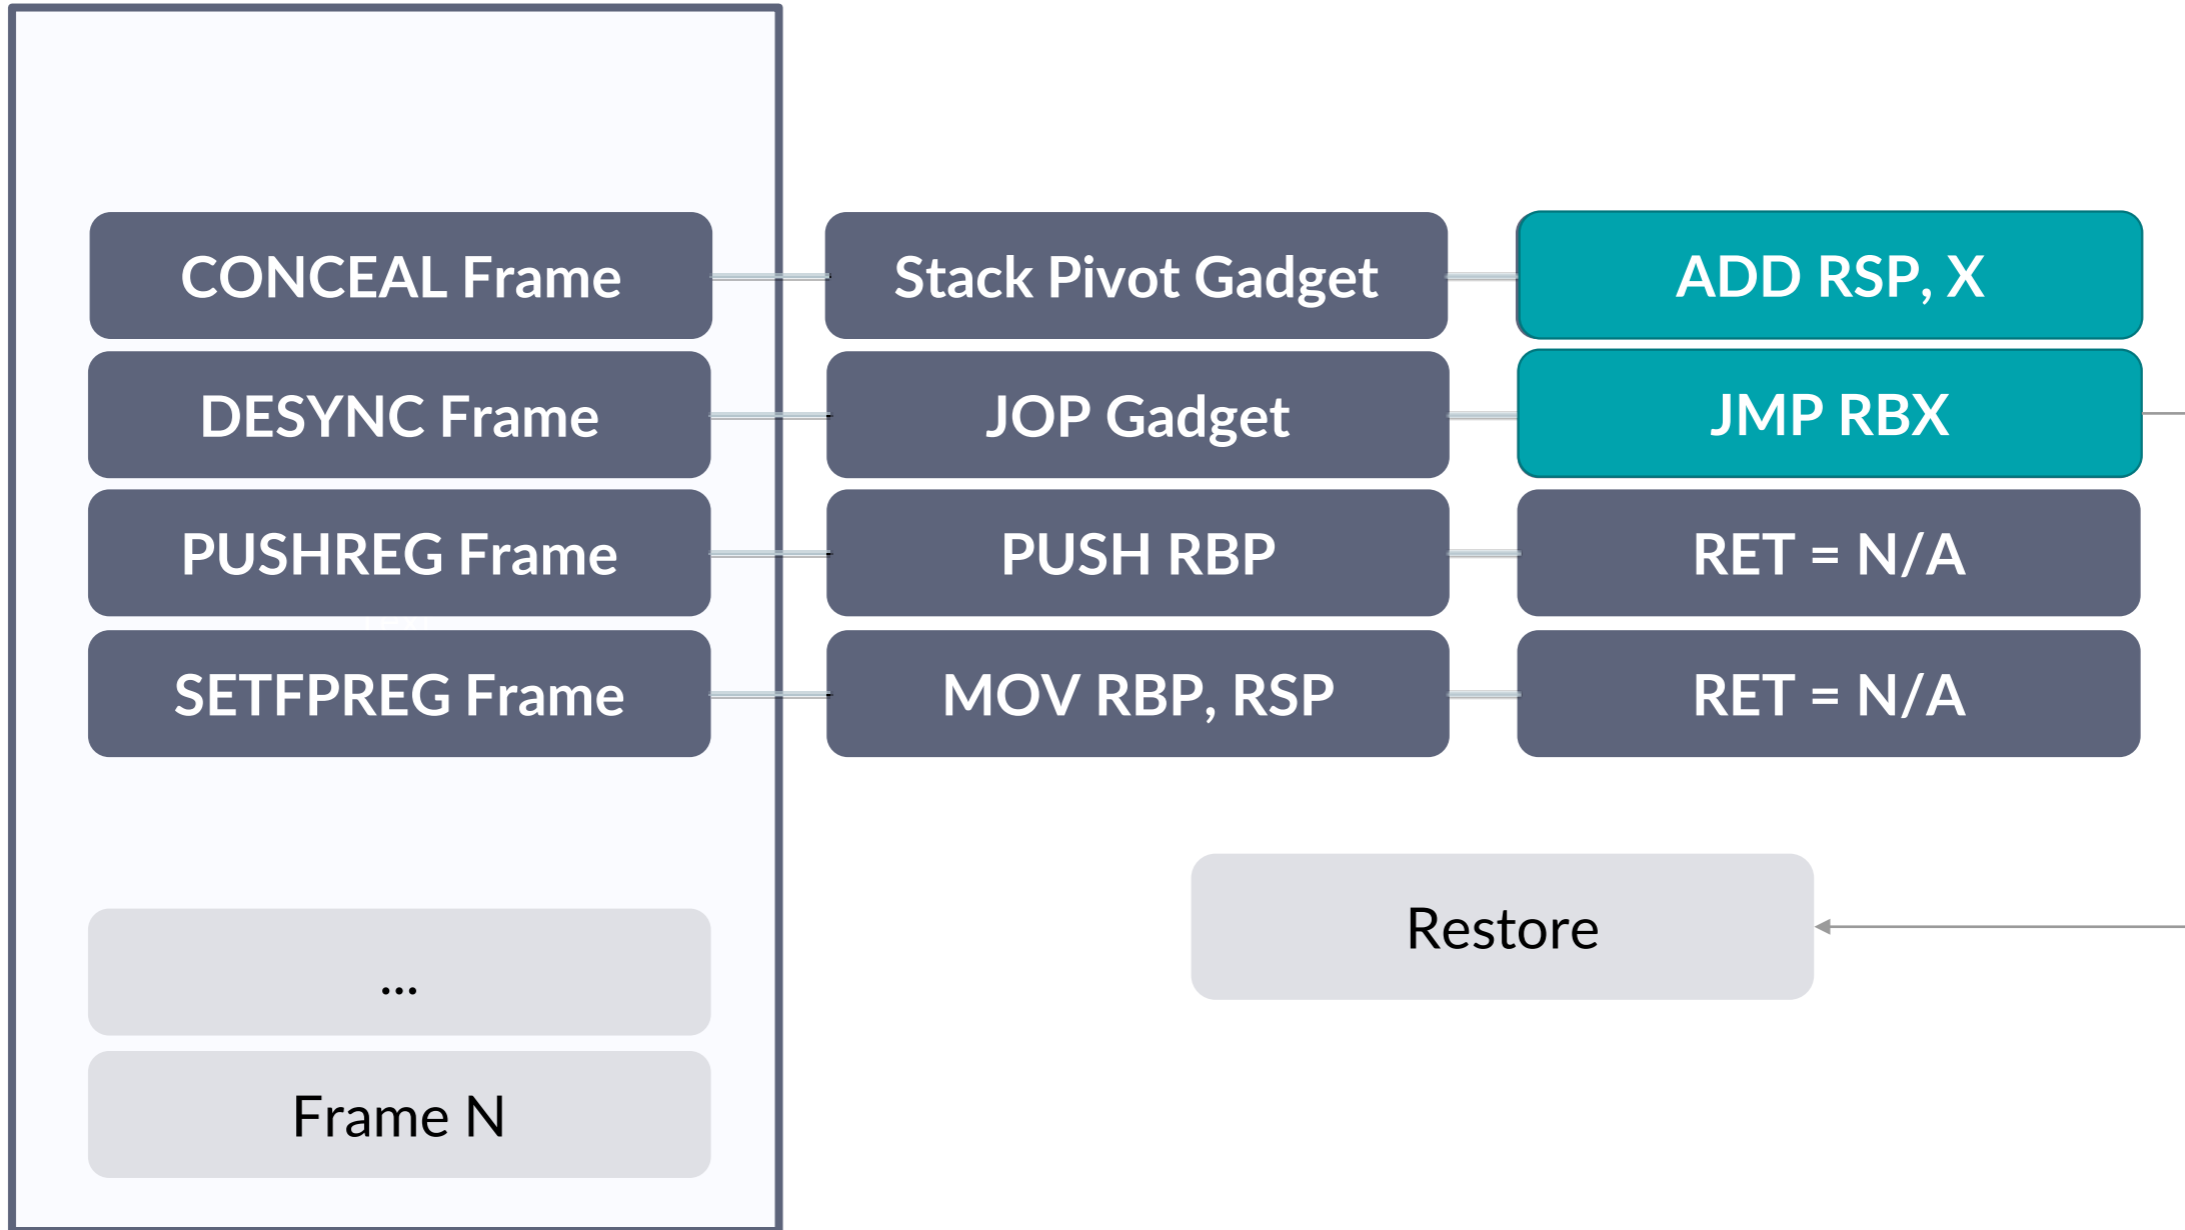 CONCEAL Frame
Stack Pivot Gadget
ADD RSP, X
DESYNC Frame
JOP Gadget
JMP RBX
PUSHREG Frame
PUSH RBP
RET = N/A
SETFPREG Frame
MOV RBP, RSP
RET = N/A
Restore
...
Frame N